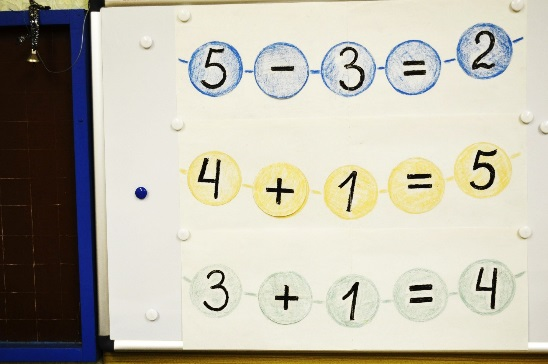 5 - 3 = 2
4 + 1 = 5
3 + 1 = 4